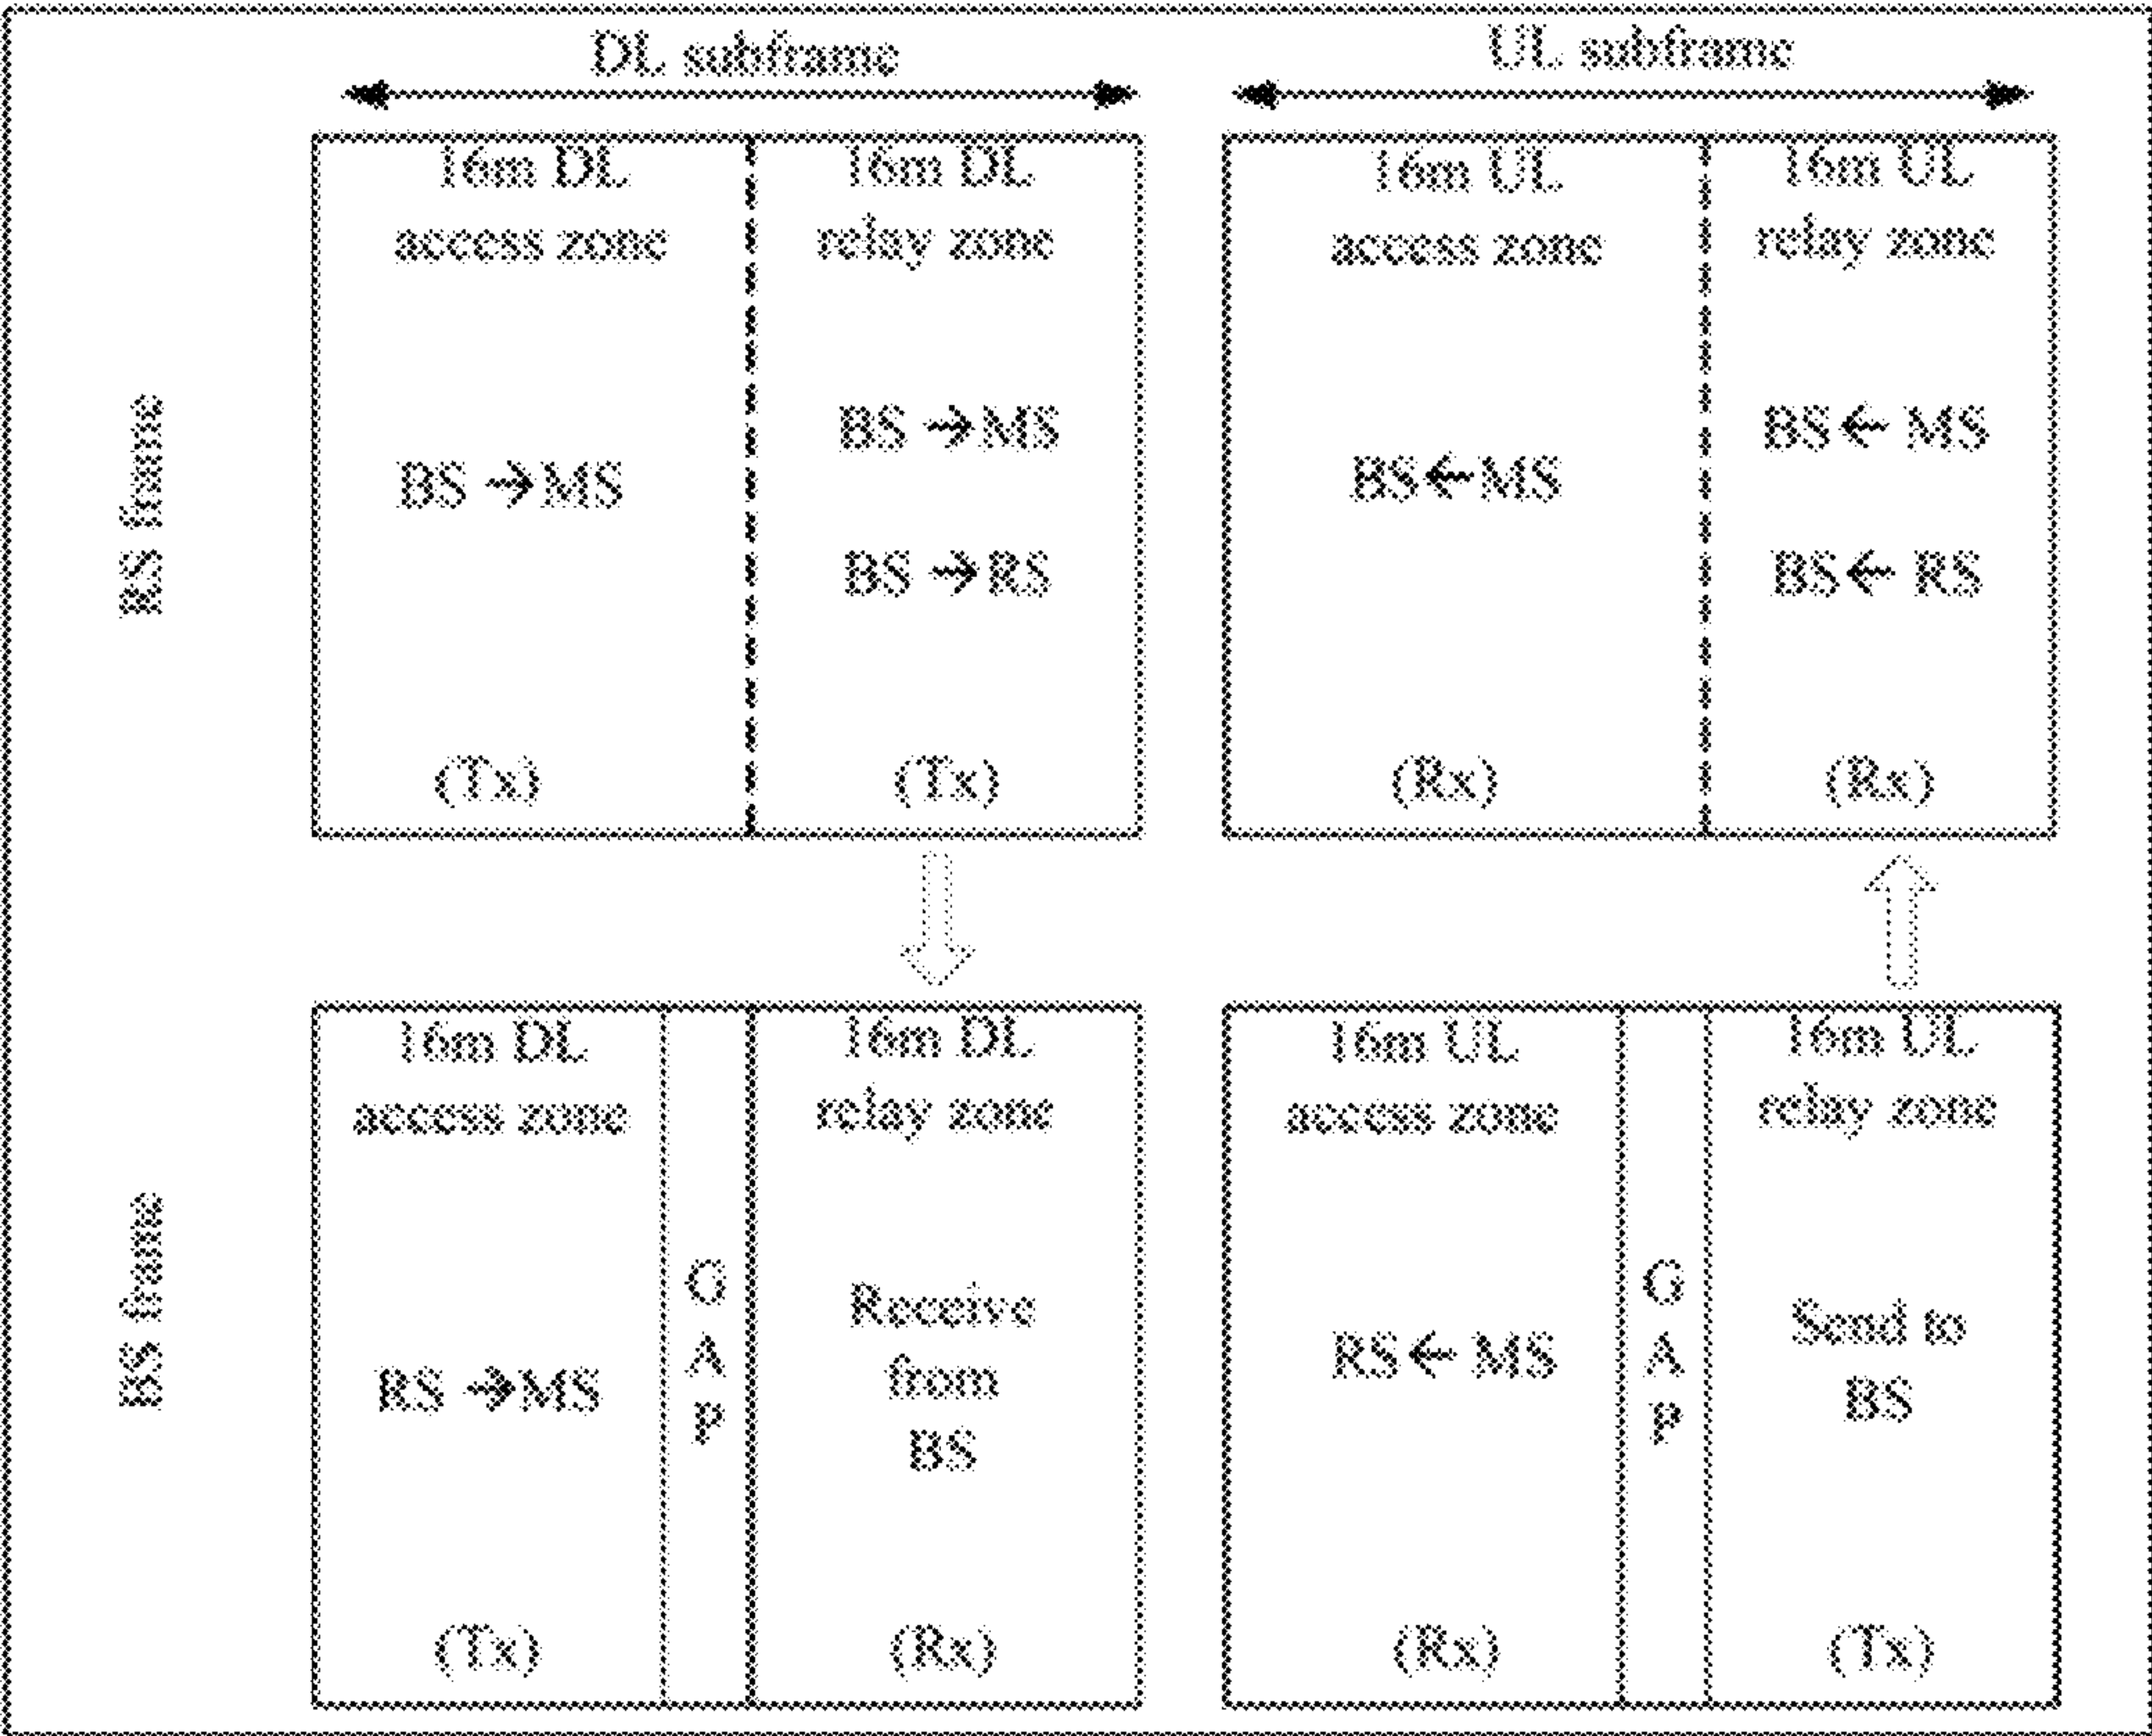 DL subframe
UL subframe
RS frame
16m DL
access zone
BS →MS
(Tx)
16m DL
relay zone
BS →MS
BS →RS
(Tx)
16m UL
access zone
BS←MS
(Rx)
16m UL
relay zone
BS← MS
BS← RS
(Rx)
BS frame
16m DL
access zone
RS →MS
(Tx)
G
A
P
16m DL
relay zone
Receive
from
BS
(Rx)
16m UL
access zone
RS← MS
(Rx)
G
A
P
16m UL
relay zone
Send to
BS
(Tx)